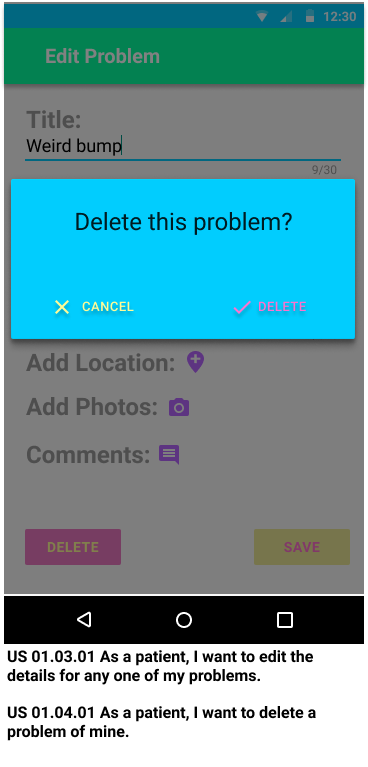 12:30
Edit Problem
Title:
Weird bump
9/30
Delete this problem?
CANCEL DELETE
Add Location:
Add Photos:
Comments:
DELETE SAVE
US 01.03.01 As a patient, I want to edit the
details for any one of my problems.
US 01.04.01 As a patient, I want to delete a
problem of mine.